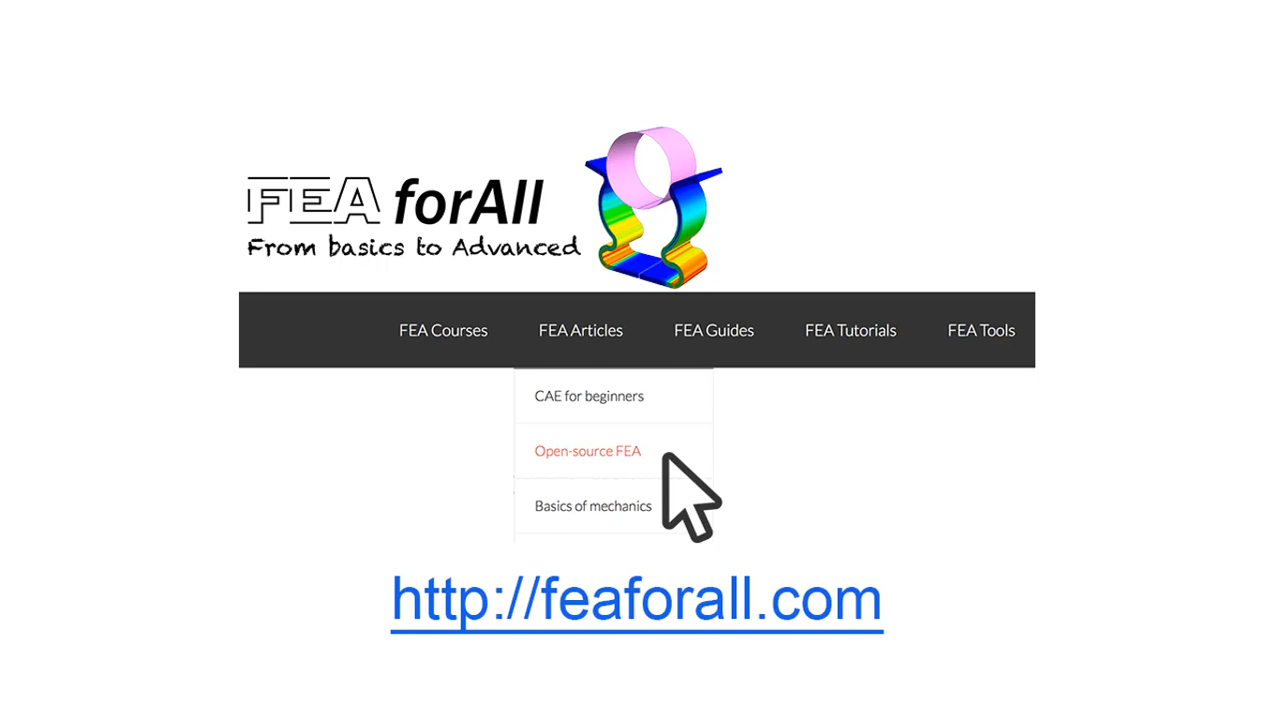 FEA forAll
From basics to Advanced
FEA Courses FEA Articles FEA Guides FEA Tutorials FEA Tools
CAE for beginners
Open-source FEA
Basics of mechanics
http://feaforall.com